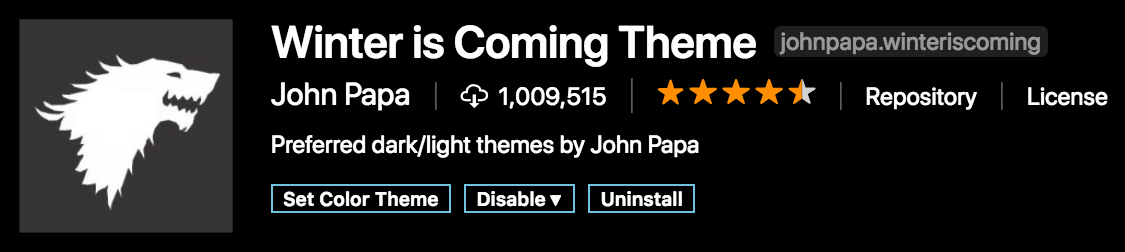 Winter is Coming Theme johnpapa.winteriscoming
John Papa 1,009,515 Repository License
Preferred dark/light themes by John Papa
Set Color Theme Disable ▾ Uninstall